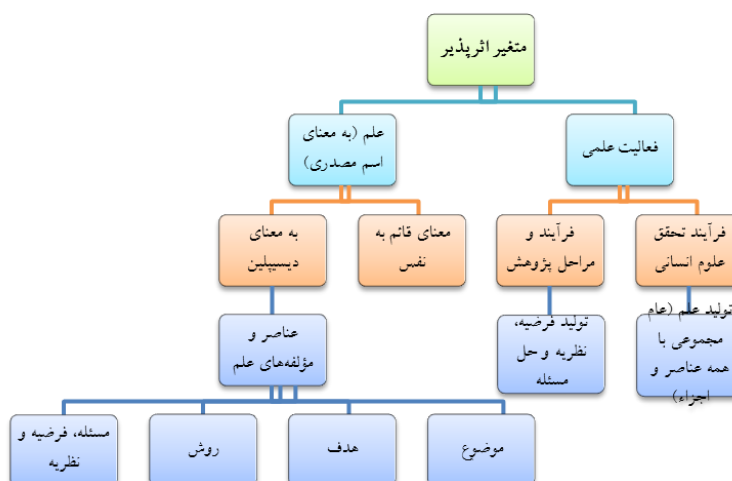 متغیر اثرپذیر
فعالیت علمی
علم (به معنای
اسم مصدری)
فرآیند تحقق
علوم انسانی
فرآیند و
مراحل پژوهش
معنای قائم به
نفس
به معنای
دیسیپلین
تولید علم (عام
مجموعی با
همه عناصر و
اجزاء)
تولید فرضیه،
نظریه و حل
مسئله
عناصر و
مؤلفه‌های علم
موضوع
هدف
روش
مسئله، فرضیه و
نظریه